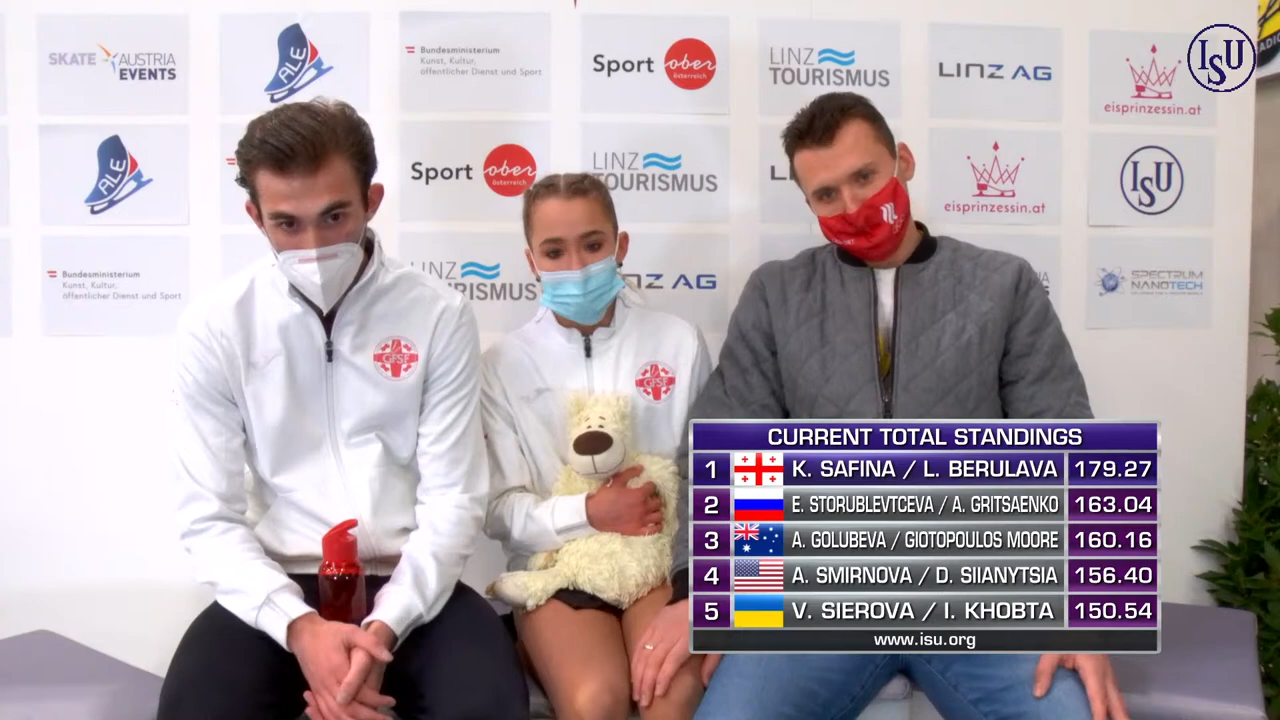 SKATE AUSTRIA
EVENTS
ALE
Bundesministerium
Kunst, Kultur,
öffentlicher Dienst und Sport
Sport ober
österreich
LINZ
TOURISMUS
LINZ AG
eisprinzessin.at
ISU
ALE
Sport ober
österreich
LINZ
TOURISMUS
eisprinzessin.at
ISU
Bundesministerium
Kunst, Kultur,
öffentlicher Dienst und Sport
LINZ AG
SPECTRUM
NANOTECH
GFSF
GFSF
CURRENT TOTAL STANDINGS
1 K. SAFINA / L. BERULAVA 179.27
2 E. STORUBLEVTCEVA / A. GRITSAENKO 163.04
3 A. GOLUBEVA / GIOTOPOULOS MOORE 160.16
4 A. SMIRNOVA / D. SIIANYTSIA 156.40
5 V. SIEROVA / I. KHOBTA 150.54
www.isu.org